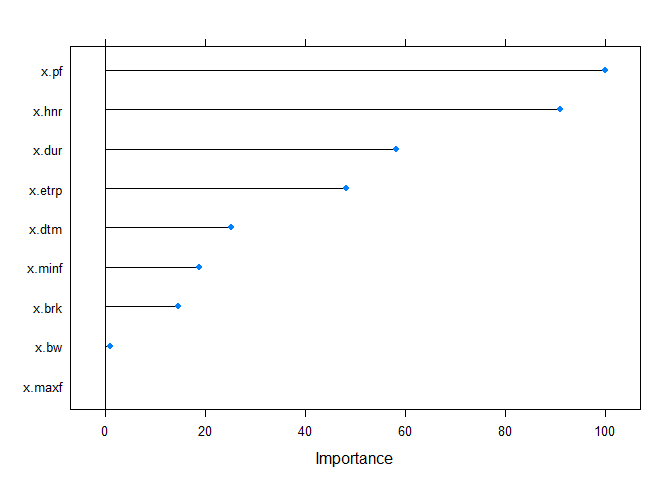 x.pf
x.hnr
x.dur
x.etrp
x.dtm
x.minf
x.brk
x.bw
x.maxf
0 20 40 60 80 100
Importance